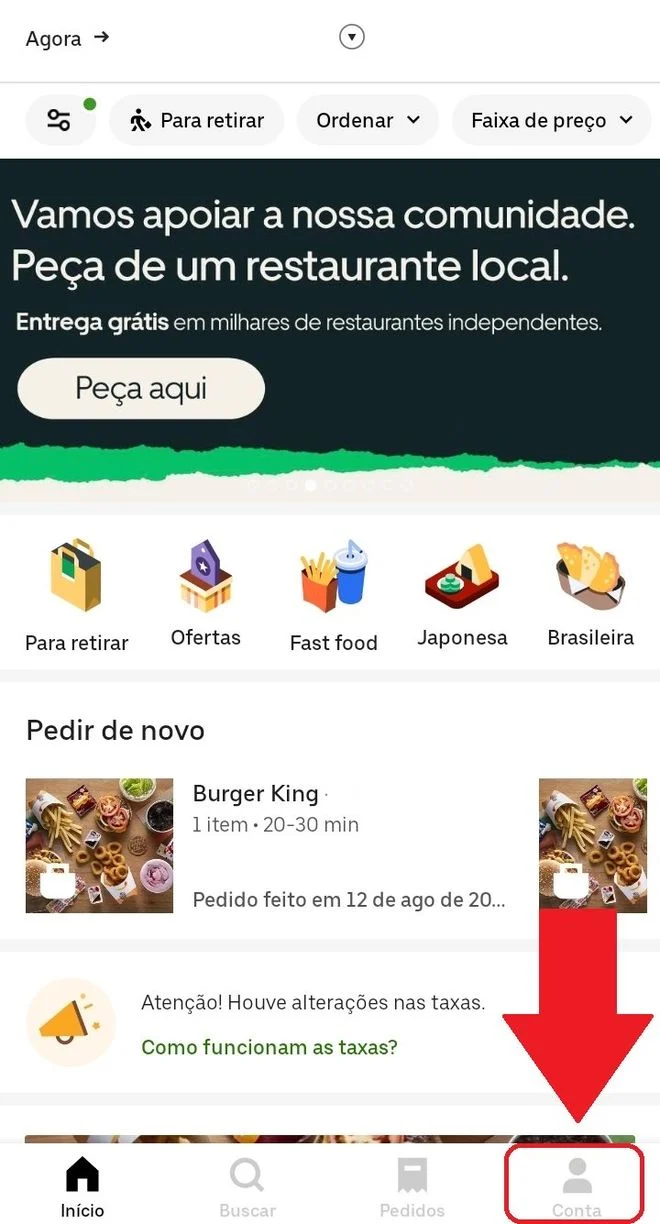 Agora →
Para retirar
Ordenar
Faixa de preço
Vamos apoiar a nossa comunidade.
Peça de um restaurante local.
Entrega grátis em milhares de restaurantes independentes.
Peça aqui
Para retirar
Ofertas
Fast food
Japonesa
Brasileira
Pedir de novo
Burger King ·
1 item • 20-30 min
Pedido feito em 12 de ago de 20...
Atenção! Houve alterações nas taxas.
Como funcionam as taxas?
Início
Buscar
Pedidos
Conta